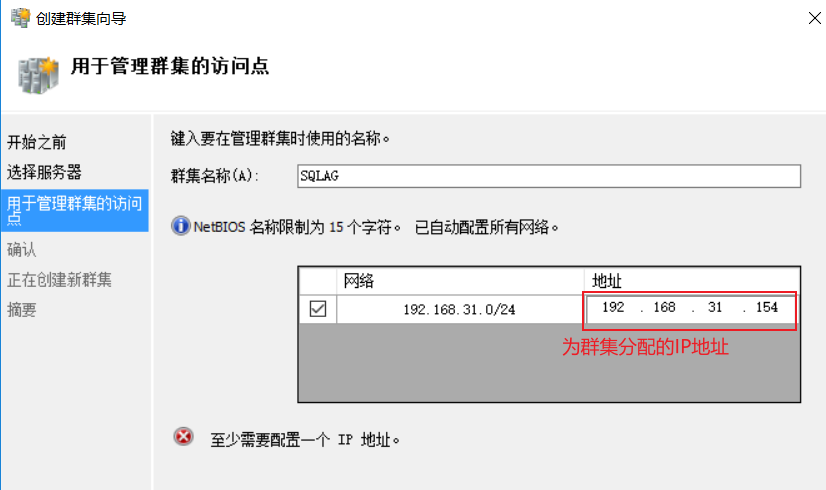 创建群集向导
用于管理群集的访问点
开始之前
选择服务器
用于管理群集的访问
点
确认
正在创建新群集
摘要
键入要在管理群集时使用的名称。
群集名称(A): SQLAG
NetBIOS 名称限制为 15 个字符。 已自动配置所有网络。
网络 地址
192.168.31.0/24 192 . 168 . 31 . 154
为群集分配的IP地址
至少需要配置一个 IP 地址。